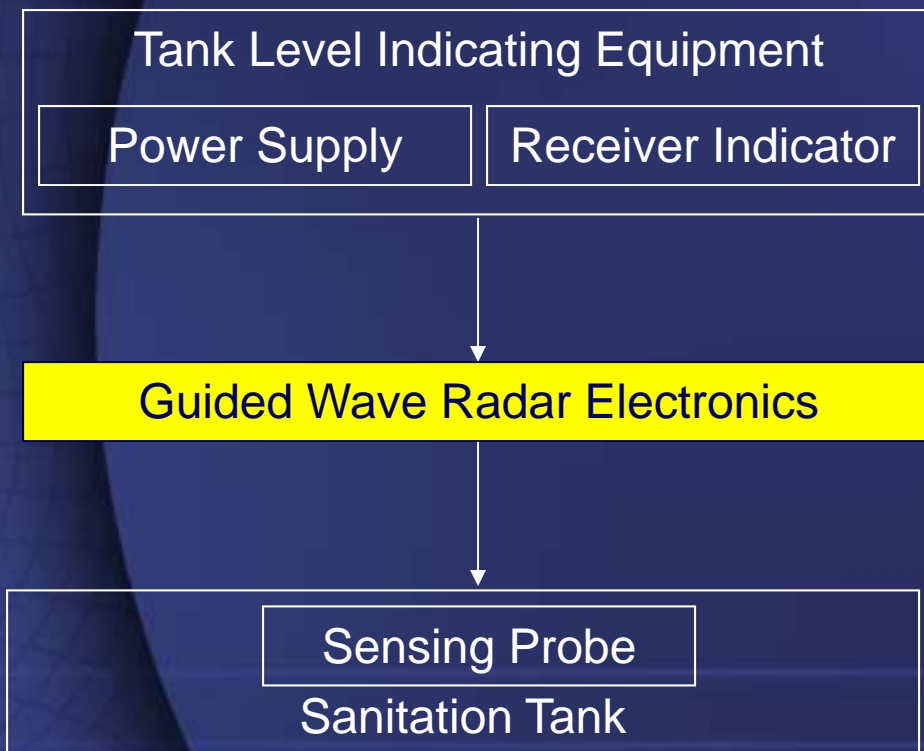 Tank Level Indicating Equipment
Power Supply
Receiver Indicator
Guided Wave Radar Electronics
Sensing Probe
Sanitation Tank